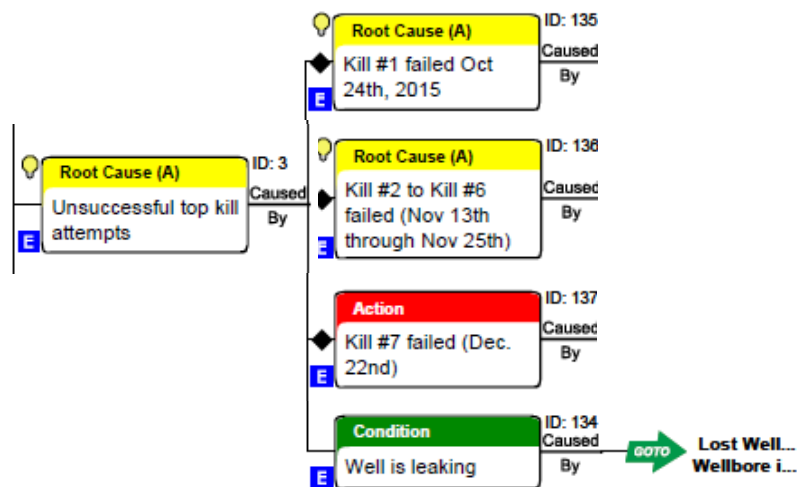 Root Cause (A)
ID: 135
Kill #1 failed Oct
24th, 2015
Caused
By
E
Root Cause (A)
ID: 136
Kill #2 to Kill #6
failed (Nov 13th
through Nov 25th)
Caused
By
E
Root Cause (A)
ID: 3
Unsuccessful top kill
attempts
Caused
By
E
Action
ID: 137
Kill #7 failed (Dec.
22nd)
Caused
By
E
Condition
ID: 134
Well is leaking
Caused
By
E
GOTO
Lost Well...
Wellbore i...